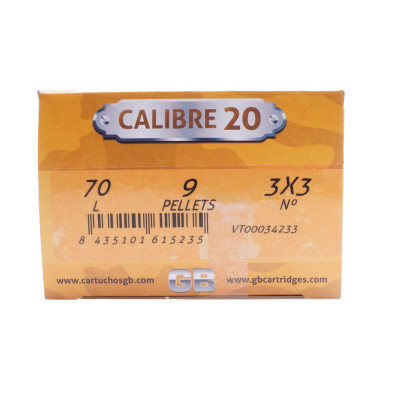 CALIBRE 20
70 9 3X3
L PELLETS Nº
VT00034233
8 435101 615235
www.cartuchosgb.com GB www.gbcartridges.com